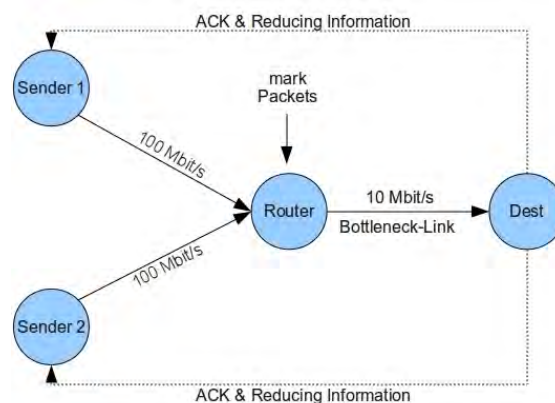 ACK & Reducing Information
Sender 1
mark
Packets
100 Mbit/s
Router
10 Mbit/s
Bottleneck-Link
Dest
100 Mbit/s
Sender 2
ACK & Reducing Information